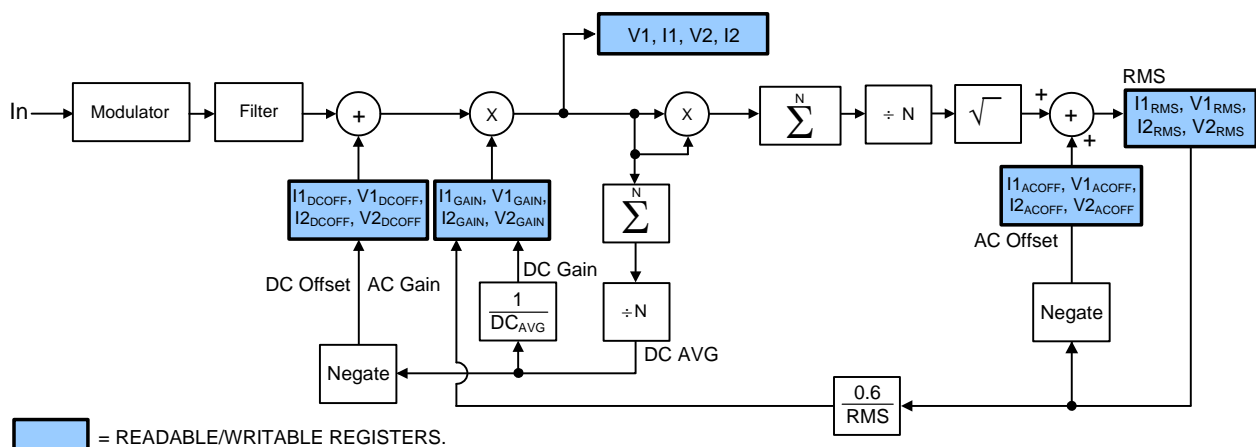 V1, I1, V2, I2
RMS
In
Modulator
Filter
+
X
X
N
∑
÷ N
√
+
+
+
I1RMS, V1RMS,
I2RMS, V2RMS
I1DCOFF, V1DCOFF,
I2DCOFF, V2DCOFF
I1GAIN, V1GAIN,
I2GAIN, V2GAIN
N
∑
I1ACOFF, V1ACOFF,
I2ACOFF, V2ACOFF
AC Offset
DC Gain
DC Offset
AC Gain
1
DCAVG
÷N
Negate
DC AVG
Negate
0.6
RMS
= READABLE/WRITABLE REGISTERS.